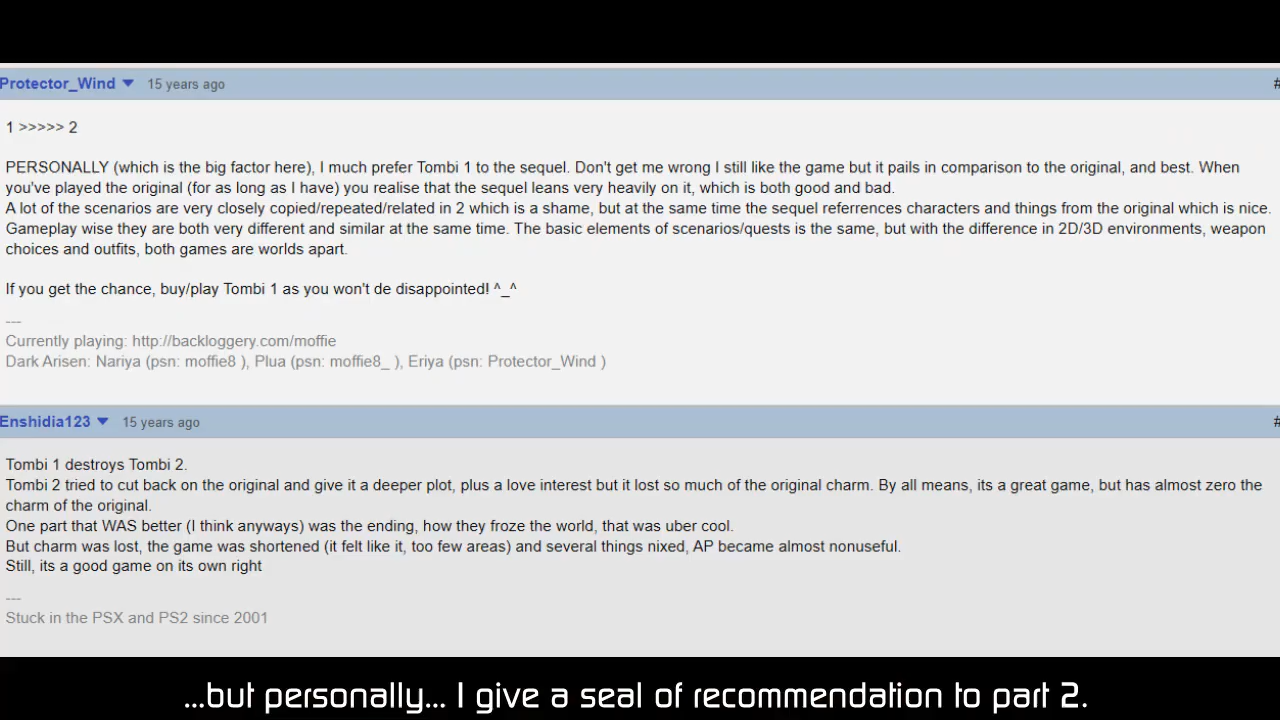 Protector_Wind 15 years ago #
1 >>>>> 2
PERSONALLY (which is the big factor here), I much prefer Tombi 1 to the sequel. Don't get me wrong I still like the game but it pails in comparison to the original, and best. When
you've played the original (for as long as I have) you realise that the sequel leans very heavily on it, which is both good and bad.
A lot of the scenarios are very closely copied/repeated/related in 2 which is a shame, but at the same time the sequel referrences characters and things from the original which is nice.
Gameplay wise they are both very different and similar at the same time. The basic elements of scenarios/quests is the same, but with the difference in 2D/3D environments, weapon
choices and outfits, both games are worlds apart.
If you get the chance, buy/play Tombi 1 as you won't de disappointed! ^_^
---
Currently playing: http://backloggery.com/moffie
Dark Arisen: Nariya (psn: moffie8 ), Plua (psn: moffie8_ ), Eriya (psn: Protector_Wind )
Enshidia123 15 years ago #
Tombi 1 destroys Tombi 2.
Tombi 2 tried to cut back on the original and give it a deeper plot, plus a love interest but it lost so much of the original charm. By all means, its a great game, but has almost zero the
charm of the original.
One part that WAS better (I think anyways) was the ending, how they froze the world, that was uber cool.
But charm was lost, the game was shortened (it felt like it, too few areas) and several things nixed, AP became almost nonuseful.
Still, its a good game on its own right
---
Stuck in the PSX and PS2 since 2001
...but personally... I give a seal of recommendation to part 2.